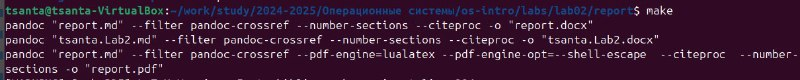 tsanta@tsanta-VirtualBox:~/work/study/2024-2025/Операционные системы/os-intro/labs/lab02/report$ make
pandoc "report.md" --filter pandoc-crossref --number-sections --citeproc -o "report.docx"
pandoc "tsanta.Lab2.md" --filter pandoc-crossref --number-sections --citeproc -o "tsanta.Lab2.docx"
pandoc "report.md" --filter pandoc-crossref --pdf-engine=lualatex --pdf-engine-opt=--shell-escape --citeproc --number-
sections -o "report.pdf"